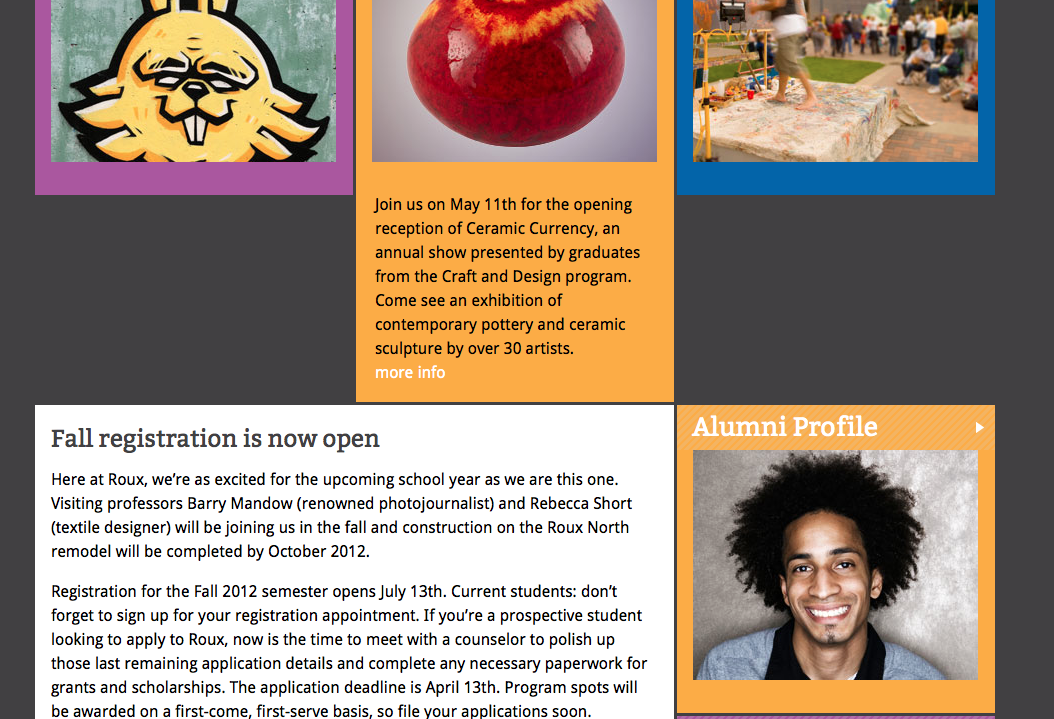 Join us on May 11th for the opening
reception of Ceramic Currency, an
annual show presented by graduates
from the Craft and Design program.
Come see an exhibition of
contemporary pottery and ceramic
sculpture by over 30 artists.
more info
Fall registration is now open
Here at Roux, we’re as excited for the upcoming school year as we are this one.
Visiting professors Barry Mandow (renowned photojournalist) and Rebecca Short
(textile designer) will be joining us in the fall and construction on the Roux North
remodel will be completed by October 2012.
Registration for the Fall 2012 semester opens July 13th. Current students: don’t
forget to sign up for your registration appointment. If you’re a prospective student
looking to apply to Roux, now is the time to meet with a counselor to polish up
those last remaining application details and complete any necessary paperwork for
grants and scholarships. The application deadline is April 13th. Program spots will
be awarded on a first-come, first-serve basis, so file your applications soon.
Alumni Profile